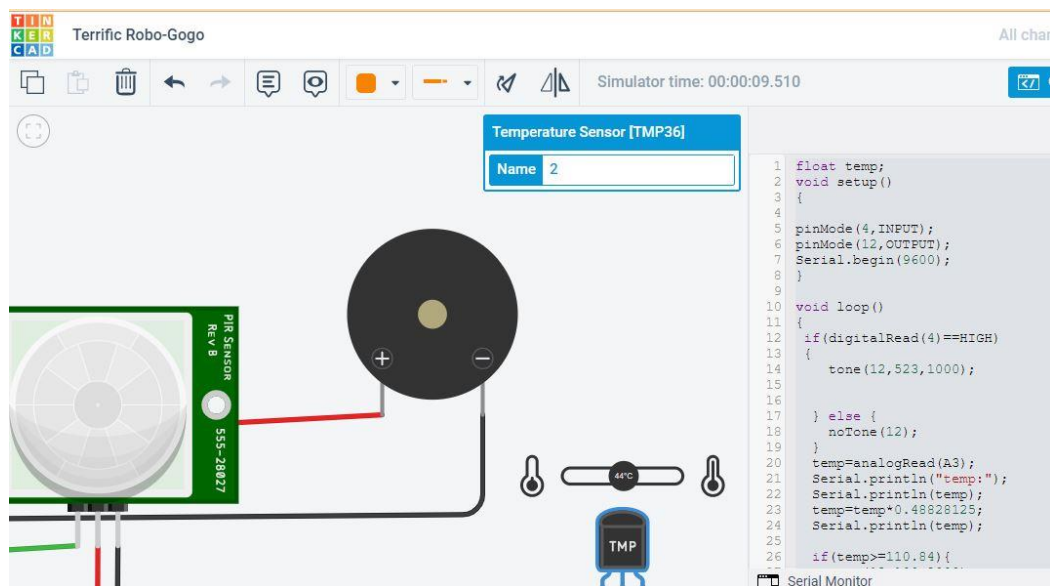 TIN
KER
CAD
Terrific Robo-Gogo
All
Simulator time: 00:00:09.510
Temperature Sensor [TMP36]
Name 2
PIR SENSOR
REV B
555-28027
44°C
TMP
1 float temp;
2 void setup()
3 {
4
5 pinMode(4,INPUT);
6 pinMode(12,OUTPUT);
7 Serial.begin(9600);
8 }
9
10 void loop()
11 {
12 if(digitalRead(4)==HIGH)
13 {
14 tone(12,523,1000);
15
16
17 } else {
18 noTone(12);
19 }
20 temp=analogRead(A3);
21 Serial.println("temp:");
22 Serial.println(temp);
23 temp=temp*0.48828125;
24 Serial.println(temp);
25
26 if(temp>=110.84){
Serial Monitor